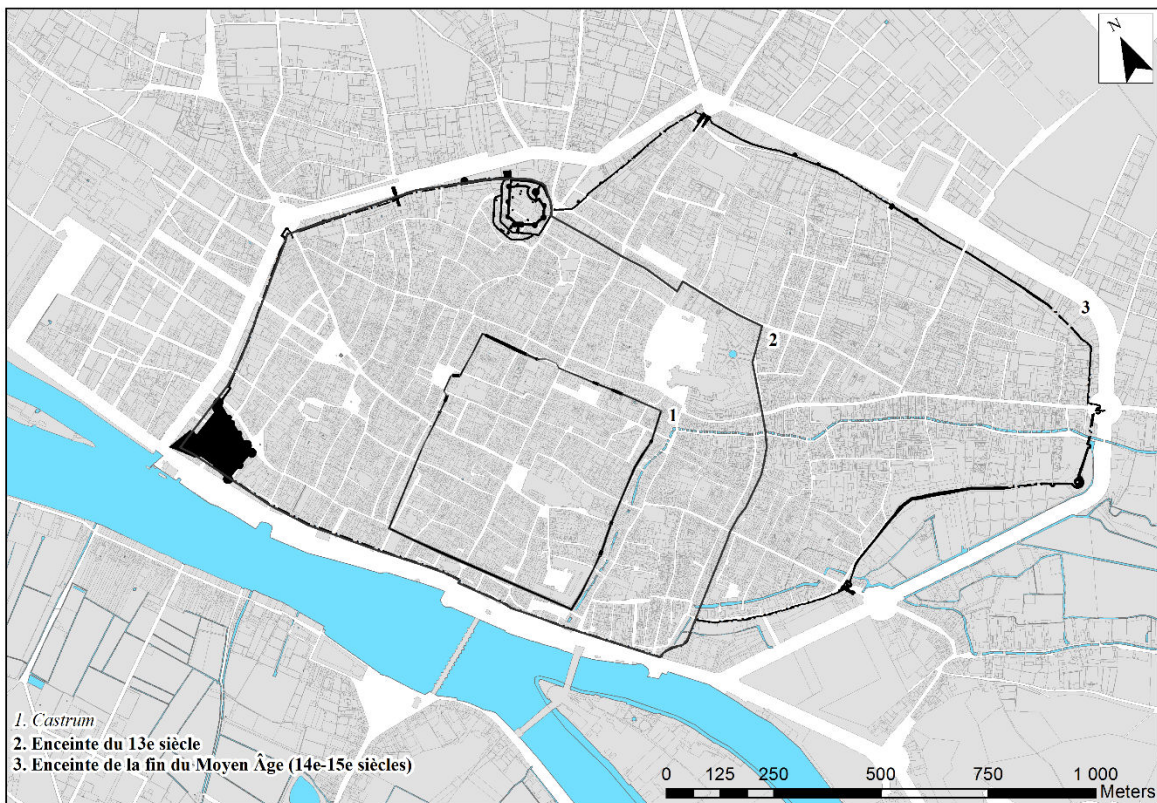 N
3
2
1
1. Castrum
2. Enceinte du 13e siècle
3. Enceinte de la fin du Moyen Âge (14e-15e siècles)
0 125 250 500 750 1 000
Meters